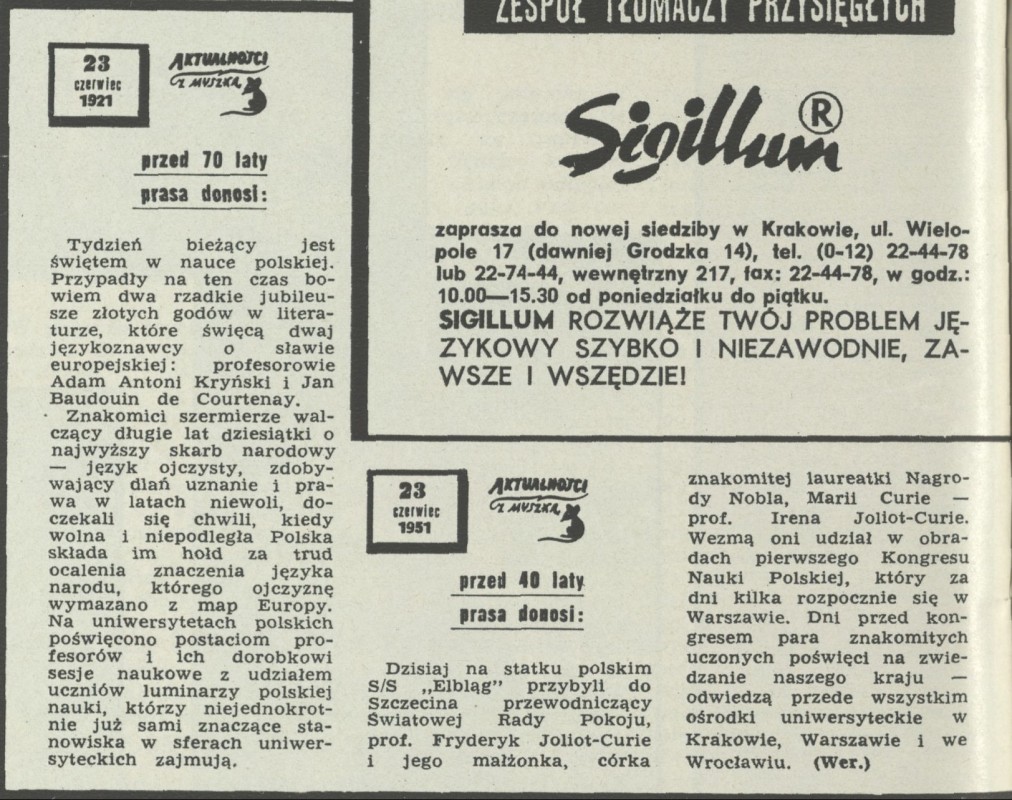 23
czerwiec
1921
AKTUALNOŚCI
Z MYSZKĄ
przed 70 laty
prasa donosi:
Tydzień bieżący jest
świętem w nauce polskiej.
Przypadły na ten czas bo-
wiem dwa rzadkie jubileu-
sze złotych godów w litera-
turze, które święcą dwaj
językoznawcy o sławie
europejskiej: profesorowie
Adam Antoni Kryński i Jan
Baudouin de Courtenay.
Znakomici szermierze wal-
czący długie lat dziesiątki o
najwyższy skarb narodowy
— język ojczysty, zdoby-
wający dlań uznanie i pra-
wa w latach niewoli, do-
czekali się chwili, kiedy
wolna i niepodległa Polska
składa im hołd za trud
ocalenia znaczenia języka
narodu, którego ojczyznę
wymazano z map Europy.
Na uniwersytetach polskich
poświęcono postaciom pro-
fesorów i ich dorobkowi
sesje naukowe z udziałem
uczniów luminarzy polskiej
nauki, którzy niejednokrot-
nie już sami znaczące sta-
nowiska w sferach uniwer-
syteckich zajmują.
ZESPÓŁ TŁUMACZY PRZYSIĘGŁYCH
Sigillum®
zaprasza do nowej siedziby w Krakowie, ul. Wielo-
pole 17 (dawniej Grodzka 14), tel. (0-12) 22-44-78
lub 22-74-44, wewnętrzny 217, fax: 22-44-78, w godz.:
10.00—15.30 od poniedziałku do piątku.
SIGILLUM ROZWIĄŻE TWÓJ PROBLEM JĘ-
ZYKOWY SZYBKO I NIEZAWODNIE, ZA-
WSZE I WSZĘDZIE!
23
czerwiec
1951
AKTUALNOŚCI
Z MYSZKĄ
przed 40 laty
prasa donosi:
Dzisiaj na statku polskim
S/S „Elbląg” przybyli do
Szczecina przewodniczący
Światowej Rady Pokoju,
prof. Fryderyk Joliot-Curie
i jego małżonka, córka
znakomitej laureatki Nagro-
dy Nobla, Marii Curie —
prof. Irena Joliot-Curie.
Wezmą oni udział w obra-
dach pierwszego Kongresu
Nauki Polskiej, który za
dni kilka rozpocznie się w
Warszawie. Dni przed kon-
gresem para znakomitych
uczonych poświęci na zwie-
dzanie naszego kraju —
odwiedzą przede wszystkim
ośrodki uniwersyteckie w
Krakowie, Warszawie i we
Wrocławiu. (Wer.)